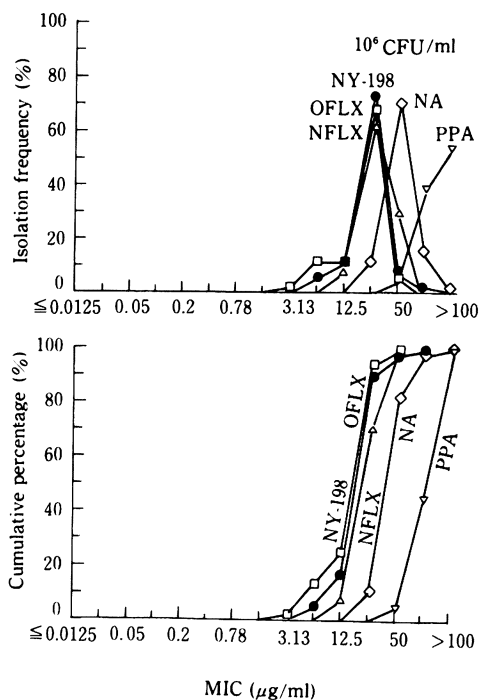 100
80
60
40
20
0
Isolation frequency (%)
10⁶ CFU/ml
NY-198
OFLX
NFLX
NA
PPA
≦ 0.0125 0.05 0.2 0.78 3.13 12.5 50 >100
100
80
60
40
20
0
Cumulative percentage (%)
OFLX
NY-198
NFLX
NA
PPA
≦ 0.0125 0.05 0.2 0.78 3.13 12.5 50 >100
MIC (μg/ml)